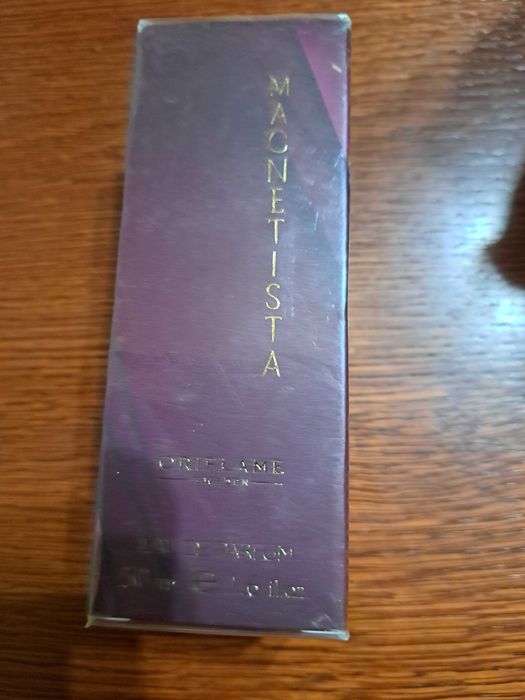 MAGNETISTA
ORIFLAME
EAU DE PARFUM
50 ml e 1.6 fl.oz